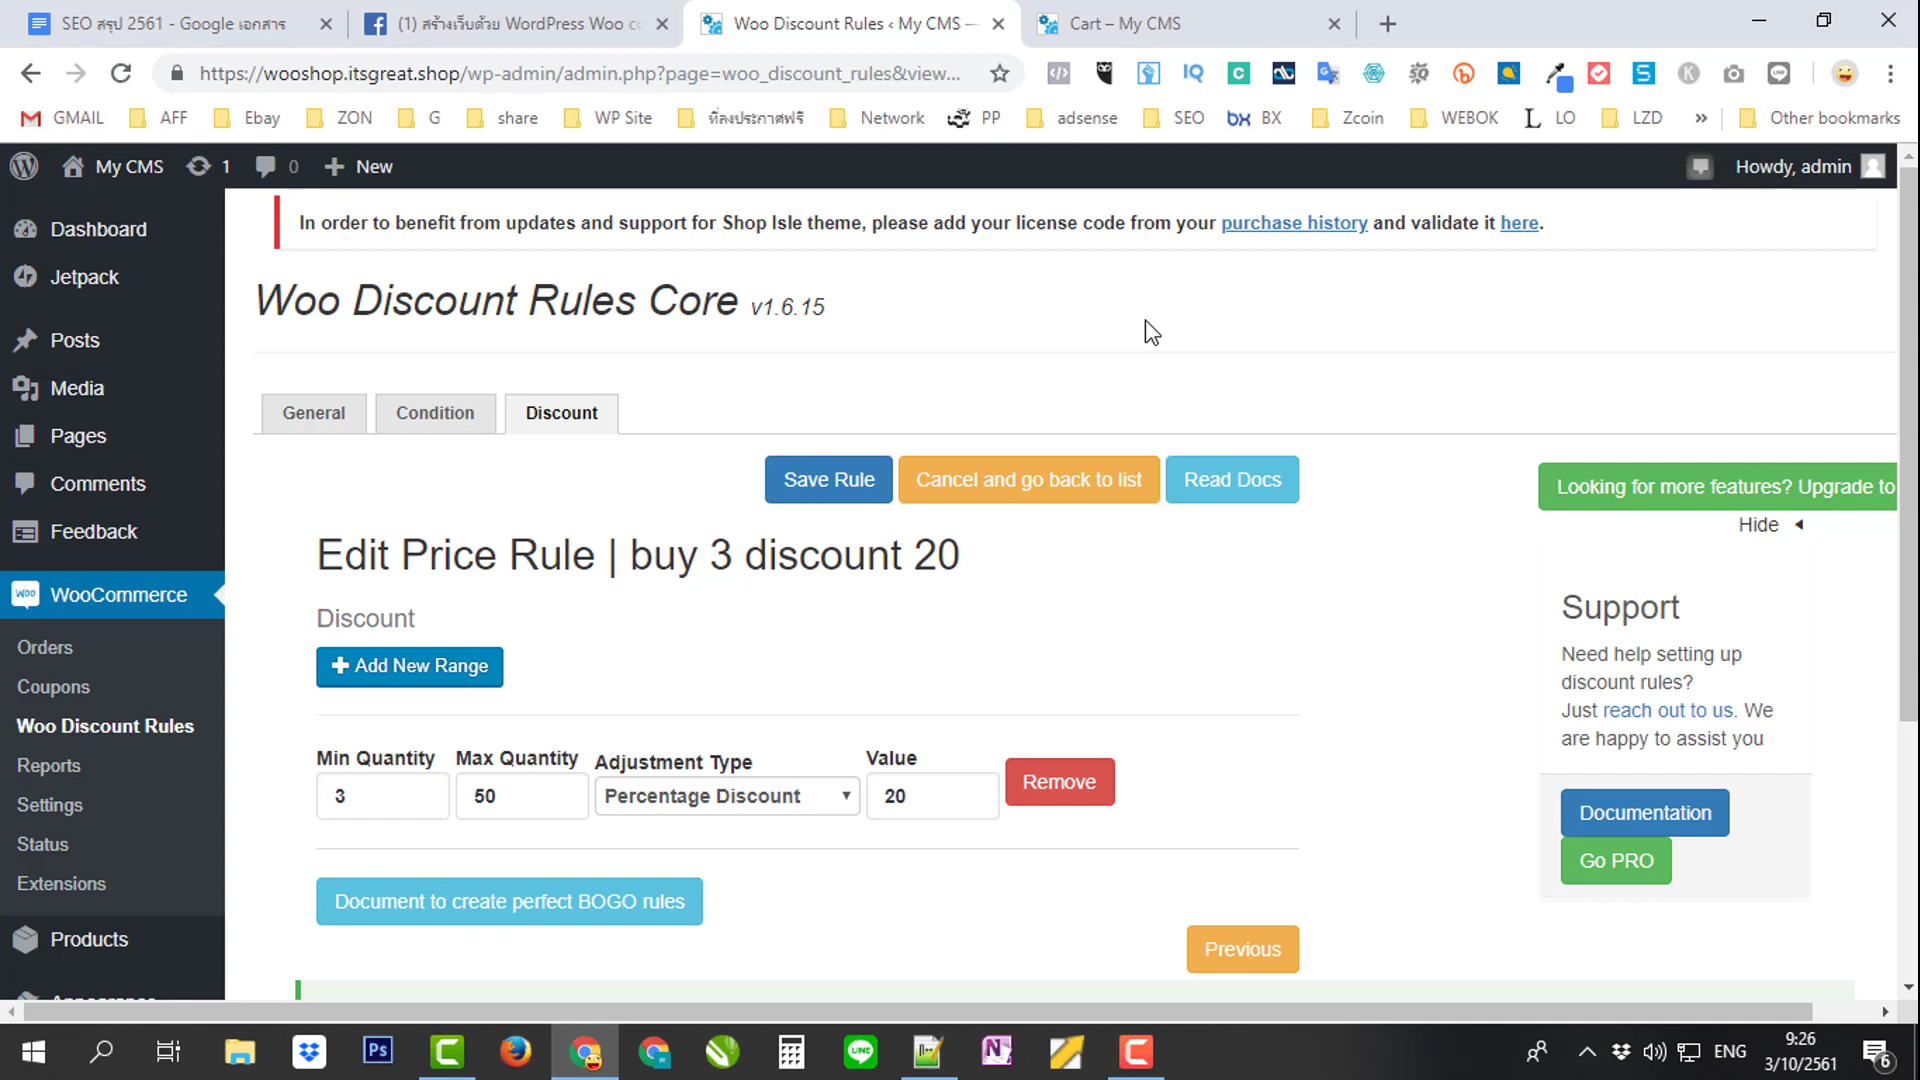 SEO สรุป 2561 - Google เอกสาร
(1) สร้างเว็บด้วย WordPress Woo co
Woo Discount Rules ‹ My CMS —
Cart – My CMS
https://wooshop.itsgreat.shop/wp-admin/admin.php?page=woo_discount_rules&view...
GMAIL AFF Ebay ZON G share WP Site ที่ลงประกาศฟรี Network PP adsense SEO BX Zcoin WEBOK LO LZD » Other bookmarks
My CMS 1 0 New Howdy, admin
In order to benefit from updates and support for Shop Isle theme, please add your license code from your purchase history and validate it here.
Dashboard
Jetpack
Posts
Media
Pages
Comments
Feedback
WooCommerce
Orders
Coupons
Woo Discount Rules
Reports
Settings
Status
Extensions
Products
Woo Discount Rules Core v1.6.15
General Condition Discount
Save Rule Cancel and go back to list Read Docs
Looking for more features? Upgrade to
Hide
Edit Price Rule | buy 3 discount 20
Discount
Add New Range
Min Quantity Max Quantity Adjustment Type Value
3 50 Percentage Discount 20 Remove
Document to create perfect BOGO rules
Previous
Support
Need help setting up
discount rules?
Just reach out to us. We
are happy to assist you
Documentation
Go PRO
ENG
9:26
3/10/2561
6